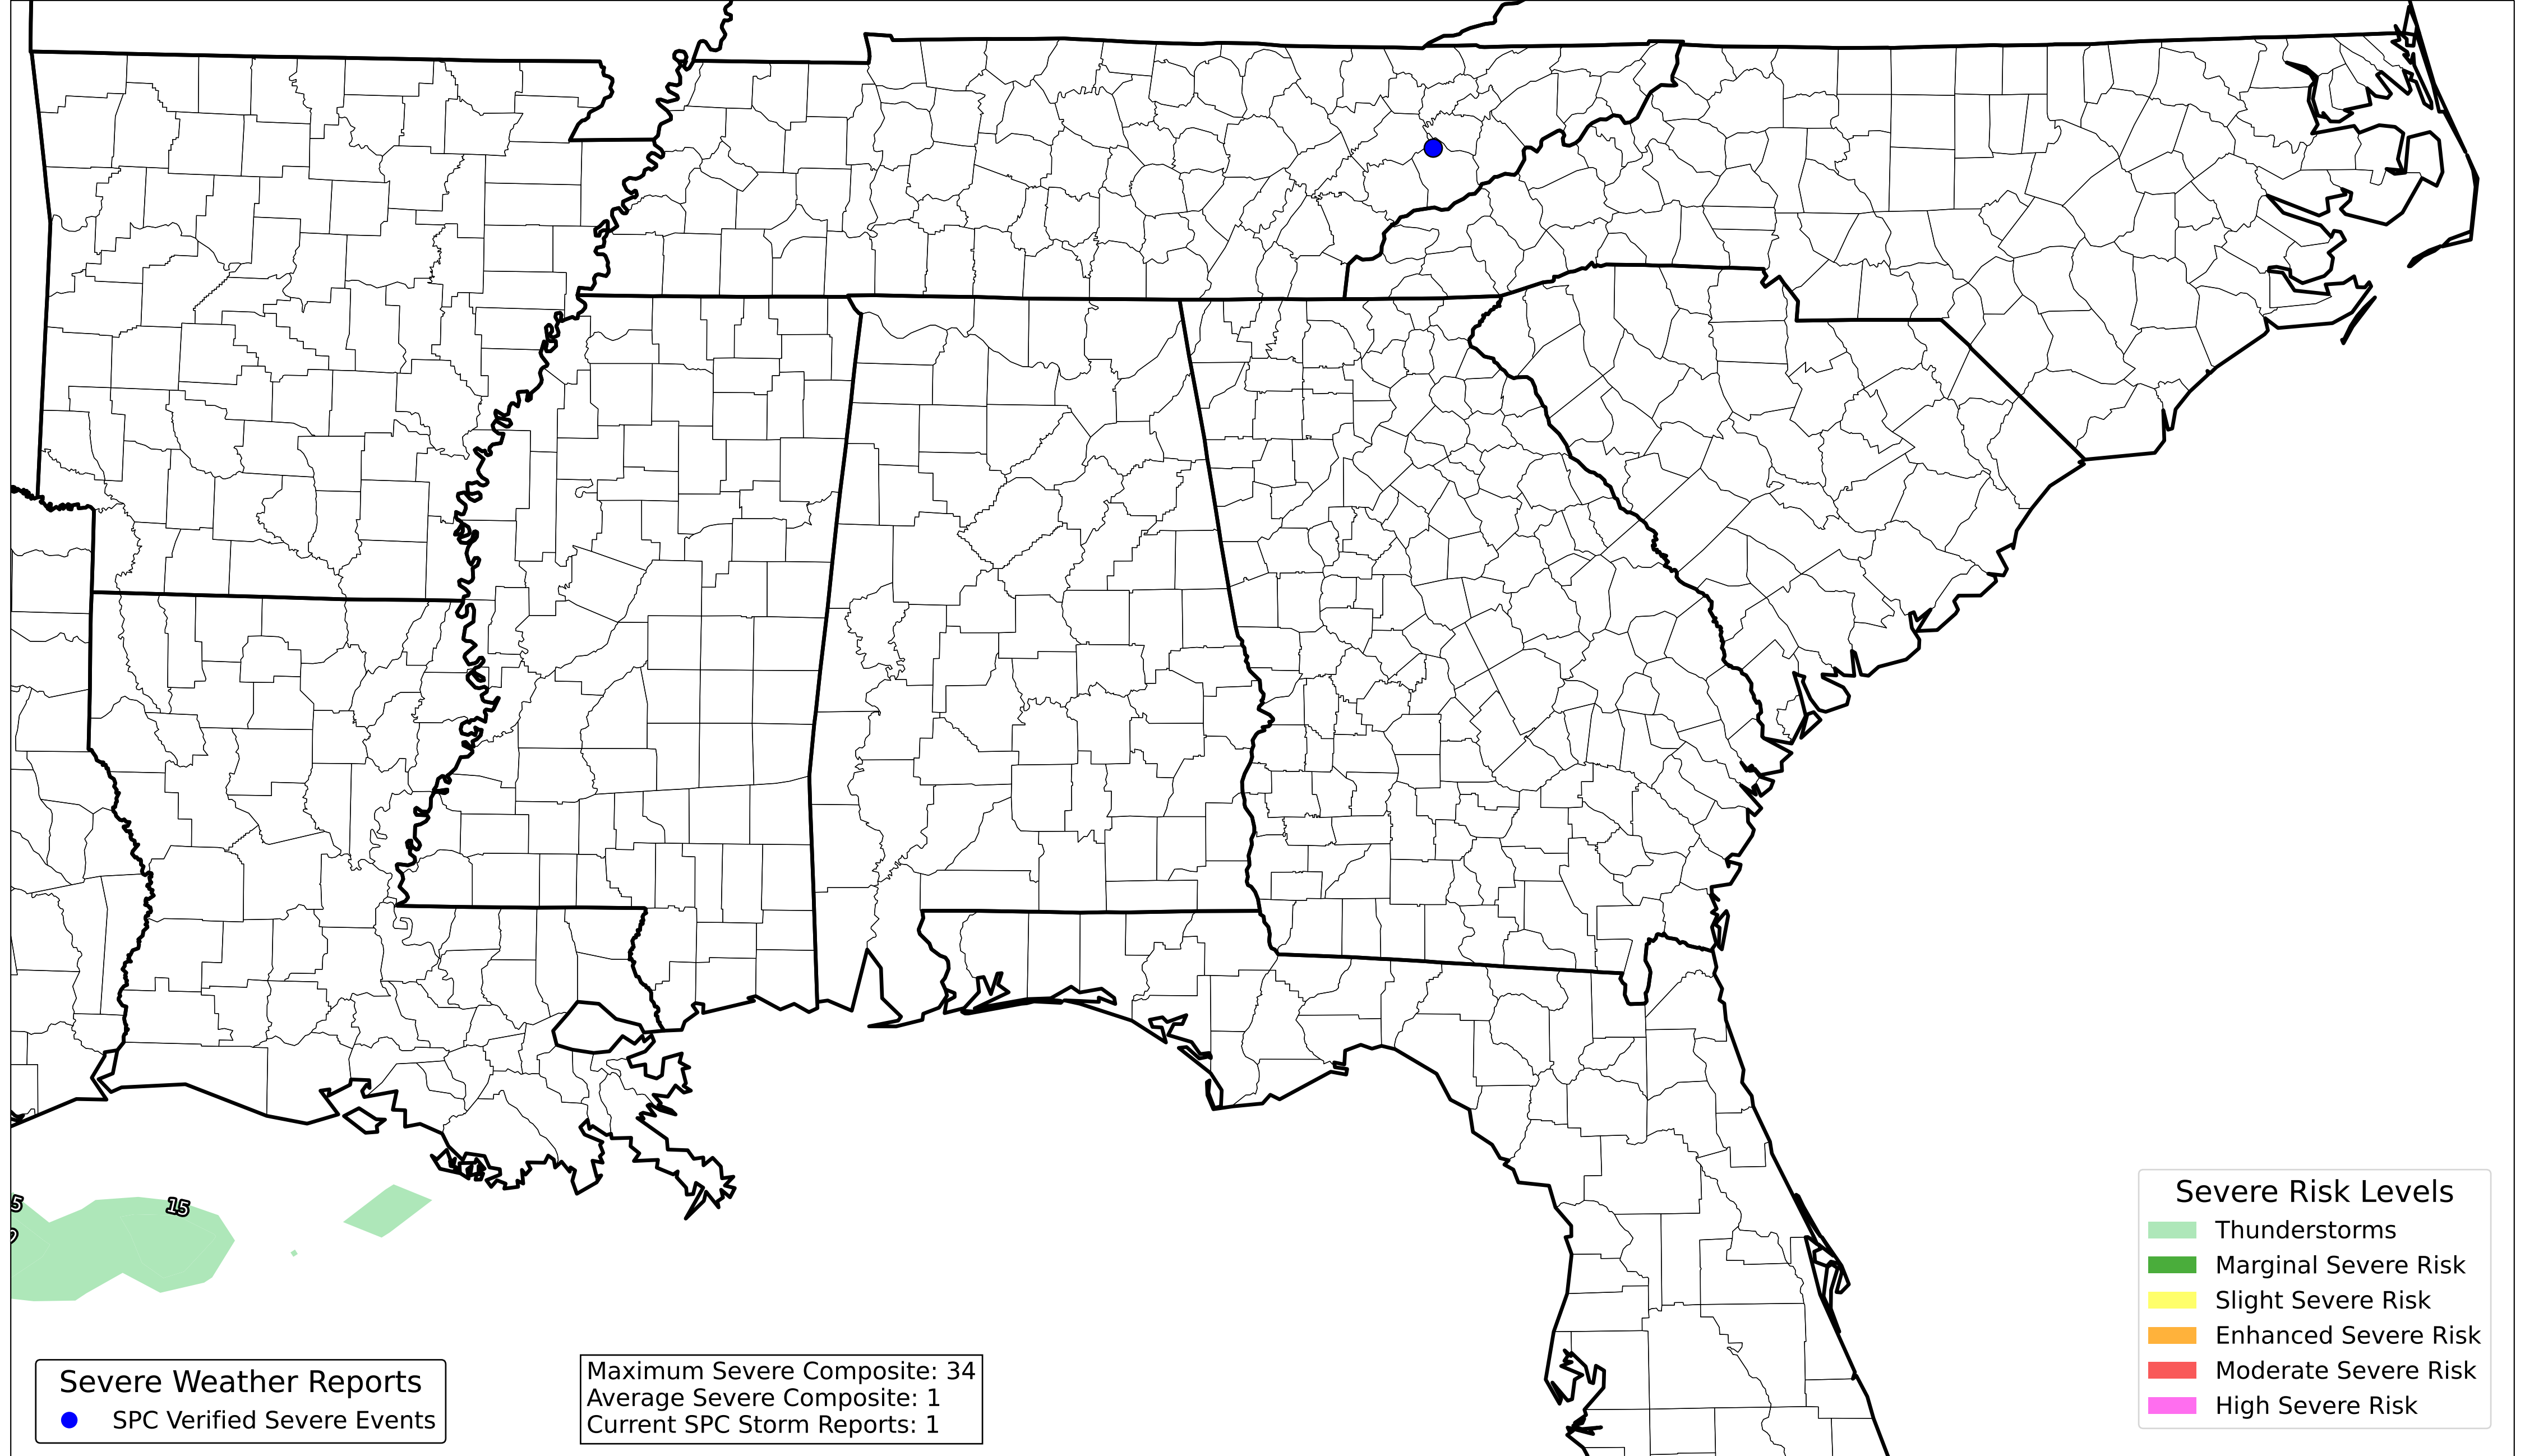 15
Severe Risk Levels
Thunderstorms
Marginal Severe Risk
Slight Severe Risk
Enhanced Severe Risk
Moderate Severe Risk
High Severe Risk
Severe Weather Reports
SPC Verified Severe Events
Maximum Severe Composite: 34
Average Severe Composite: 1
Current SPC Storm Reports: 1